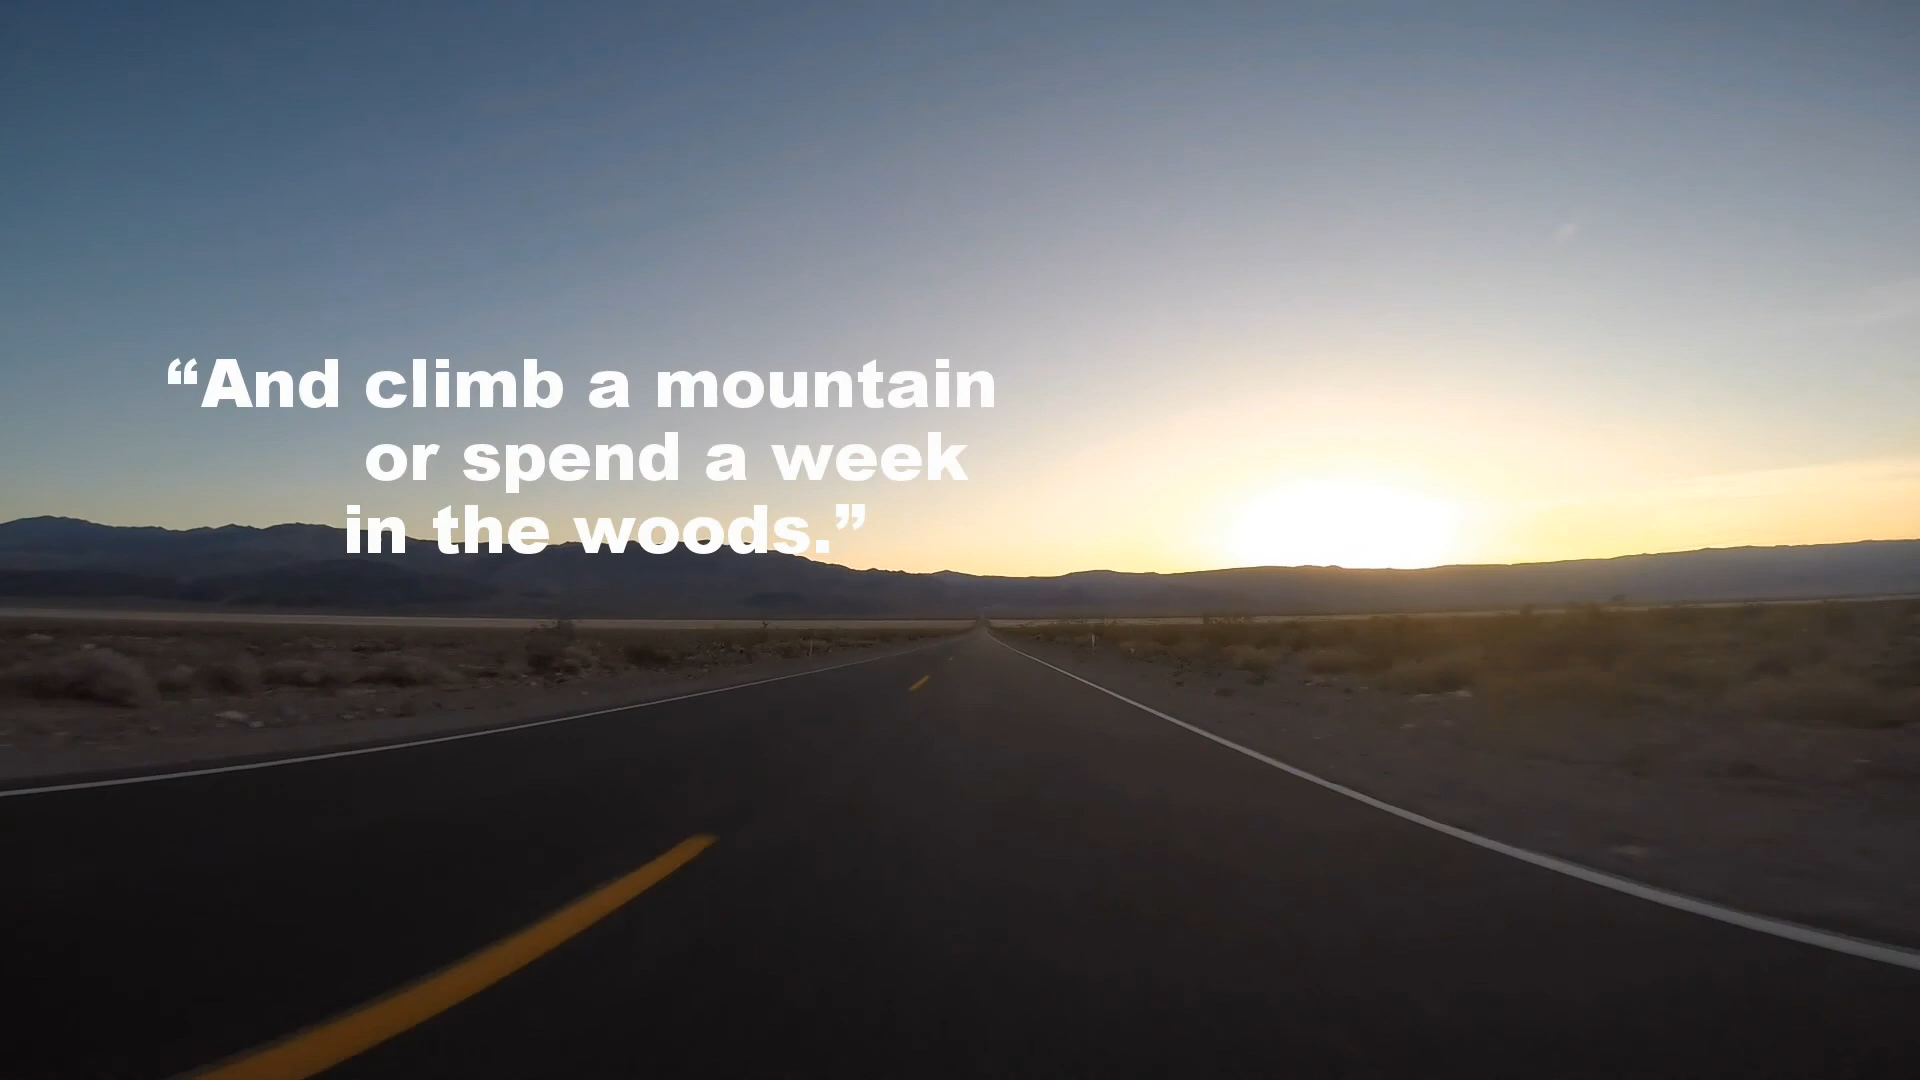 “And climb a mountain
or spend a week
in the woods.”